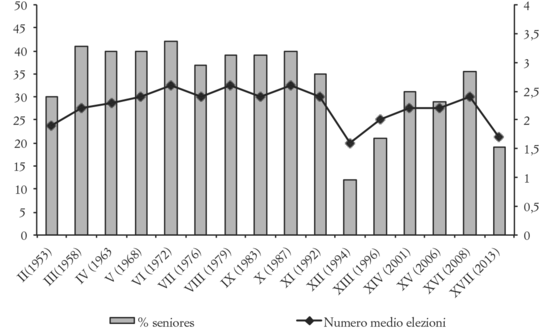 50
45
40
35
30
25
20
15
10
5
0
4
3,5
3
2,5
2
1,5
1
0,5
0
II(1953)
III(1958)
IV (1963
V (1968)
VI (1972)
VII (1976)
VIII (1979)
IX (1983)
X (1987)
XI (1992)
XII (1994)
XIII (1996)
XIV (2001)
XV (2006)
XVI (2008)
XVII (2013)
% seniores
Numero medio elezioni